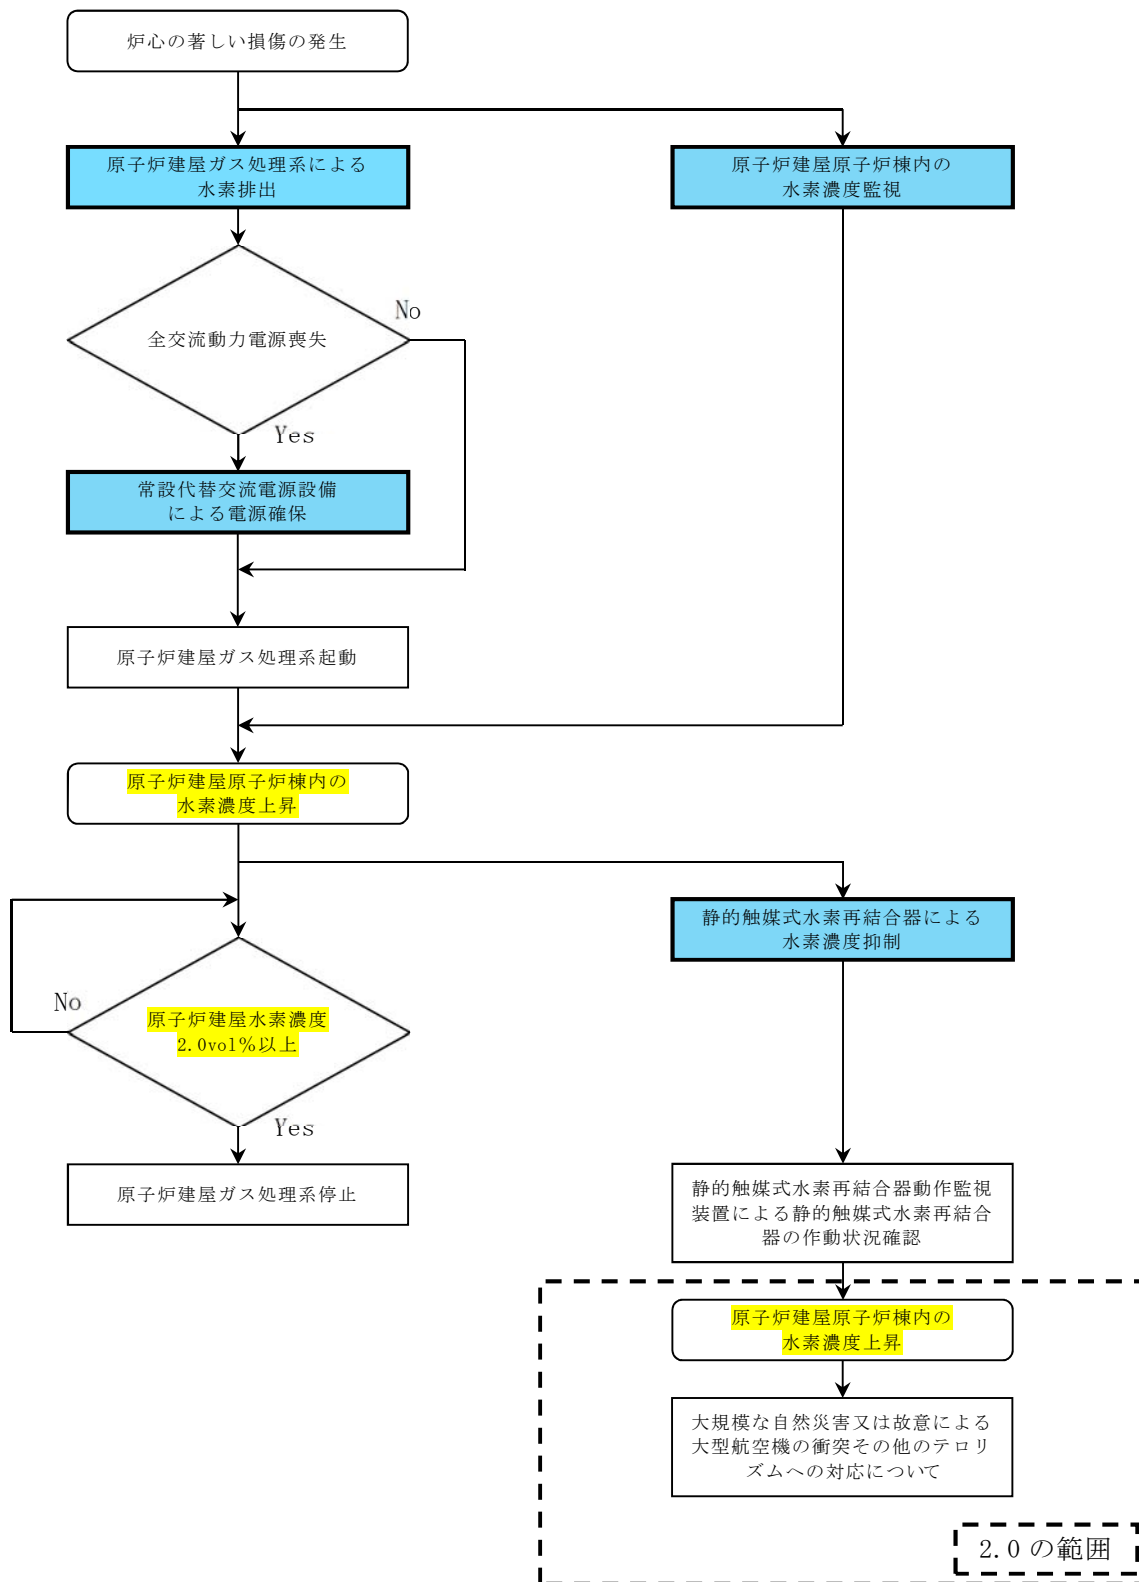 炉心の著しい損傷の発生
原子炉建屋ガス処理系による
水素排出
原子炉建屋原子炉棟内の
水素濃度監視
No
全交流動力電源喪失
Yes
常設代替交流電源設備
による電源確保
原子炉建屋ガス処理系起動
原子炉建屋原子炉棟内の
水素濃度上昇
静的触媒式水素再結合器による
水素濃度抑制
No
原子炉建屋水素濃度
2.0vol%以上
Yes
原子炉建屋ガス処理系停止
静的触媒式水素再結合器動作監視
装置による静的触媒式水素再結合
器の作動状況確認
原子炉建屋原子炉棟内の
水素濃度上昇
大規模な自然災害又は故意による
大型航空機の衝突その他のテロリ
ズムへの対応について
2.0 の範囲